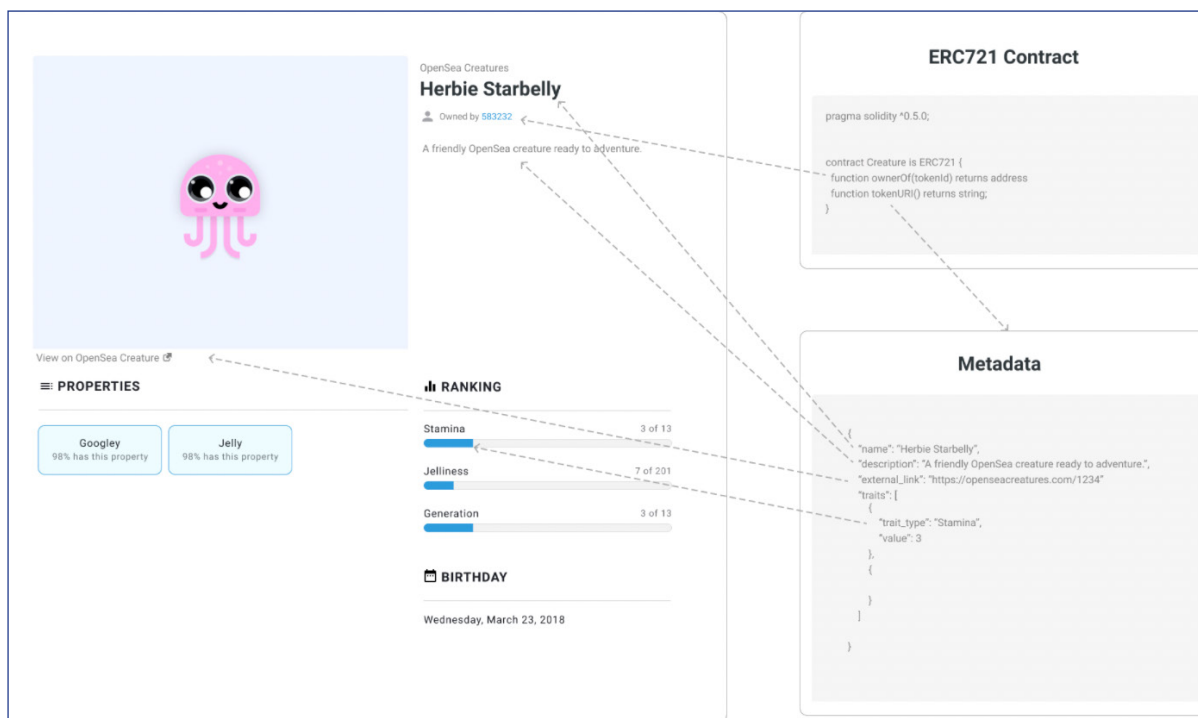 OpenSea Creatures
Herbie Starbelly
Owned by 583232
A friendly OpenSea creature ready to adventure.
View on OpenSea Creature
PROPERTIES
Googley
98% has this property
Jelly
98% has this property
RANKING
Stamina 3 of 13
Jelliness 7 of 201
Generation 3 of 13
BIRTHDAY
Wednesday, March 23, 2018
ERC721 Contract
pragma solidity ^0.5.0;
contract Creature is ERC721 {
function ownerOf(tokenId) returns address
function tokenURI() returns string;
}
Metadata
{
"name": "Herbie Starbelly",
"description": "A friendly OpenSea creature ready to adventure.",
"external_link": "https://openseacreatures.com/1234"
"traits": [
{
"trait_type": "Stamina",
"value": 3
},
{
}
]
}